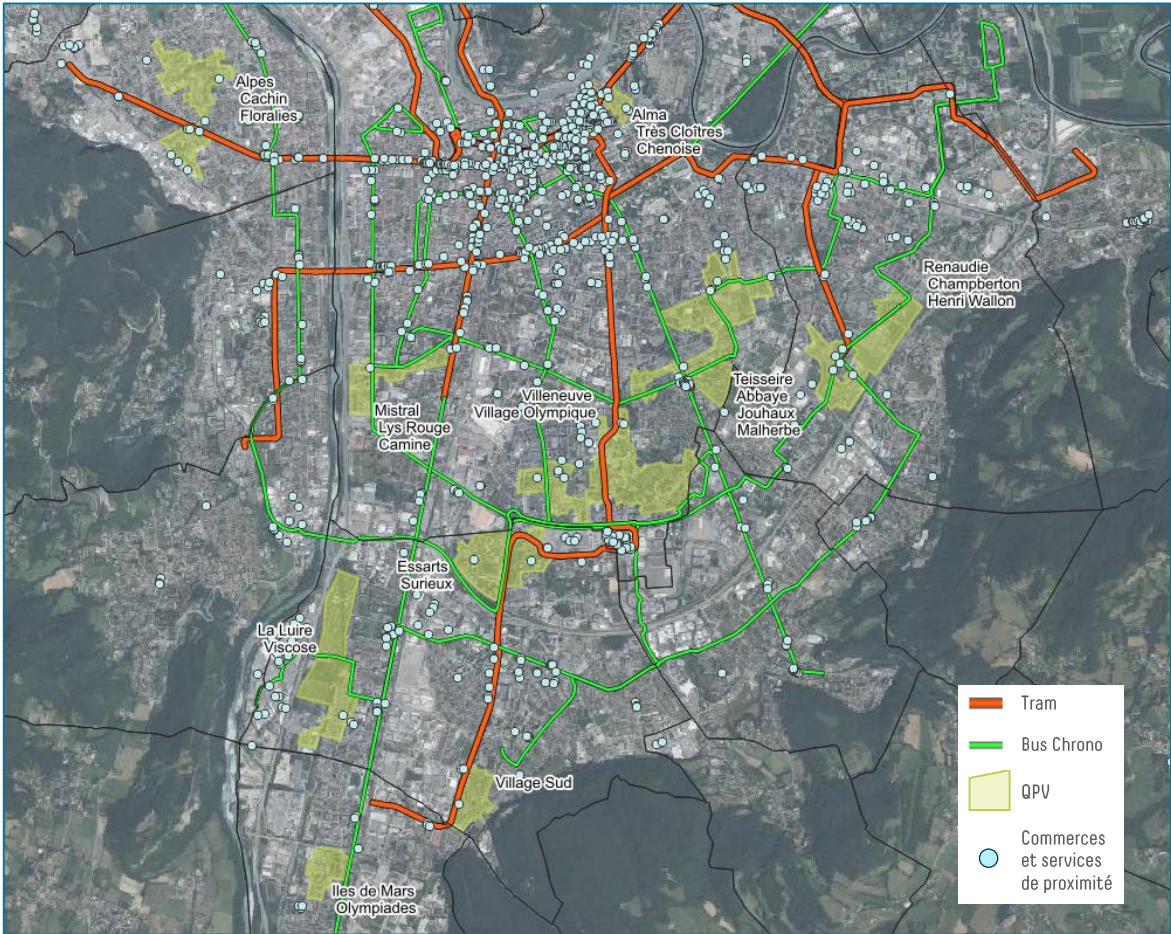 Alpes
Cachin
Floralies
Alma
Très Cloîtres
Chenoise
Renaudie
Champberton
Henri Wallon
Mistral
Lys Rouge
Camine
Villeneuve
Village Olympique
Teisseire
Abbaye
Jouhaux
Malherbe
Essarts
Surieux
La Luire
Viscose
Village Sud
Iles de Mars
Olympiades
Tram
Bus Chrono
QPV
Commerces
et services
de proximité